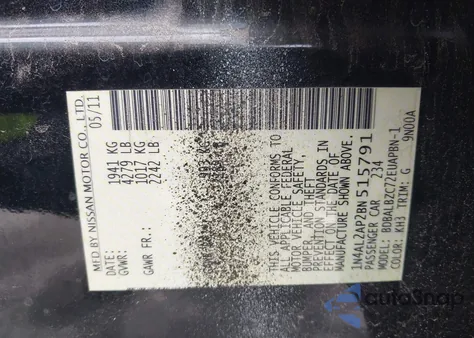 MFD BY NISSAN MOTOR CO., LTD.
05/11
GVWR: 1941 KG
4279 LB
GAWR FR.: 1017 KG
2242 LB
KG
LB
THIS VEHICLE CONFORMS TO
ALL APPLICABLE FEDERAL
MOTOR VEHICLE SAFETY,
BUMPER, AND THEFT
PREVENTION STANDARDS IN
EFFECT ON THE DATE OF
MANUFACTURE SHOWN ABOVE.
1N4AL2AP2BN515791
PASSENGER CAR 234
MODEL: BDBALBZC72EUAPBN-1
COLOR: KH3 TRIM: G 9N00A
autoSnap